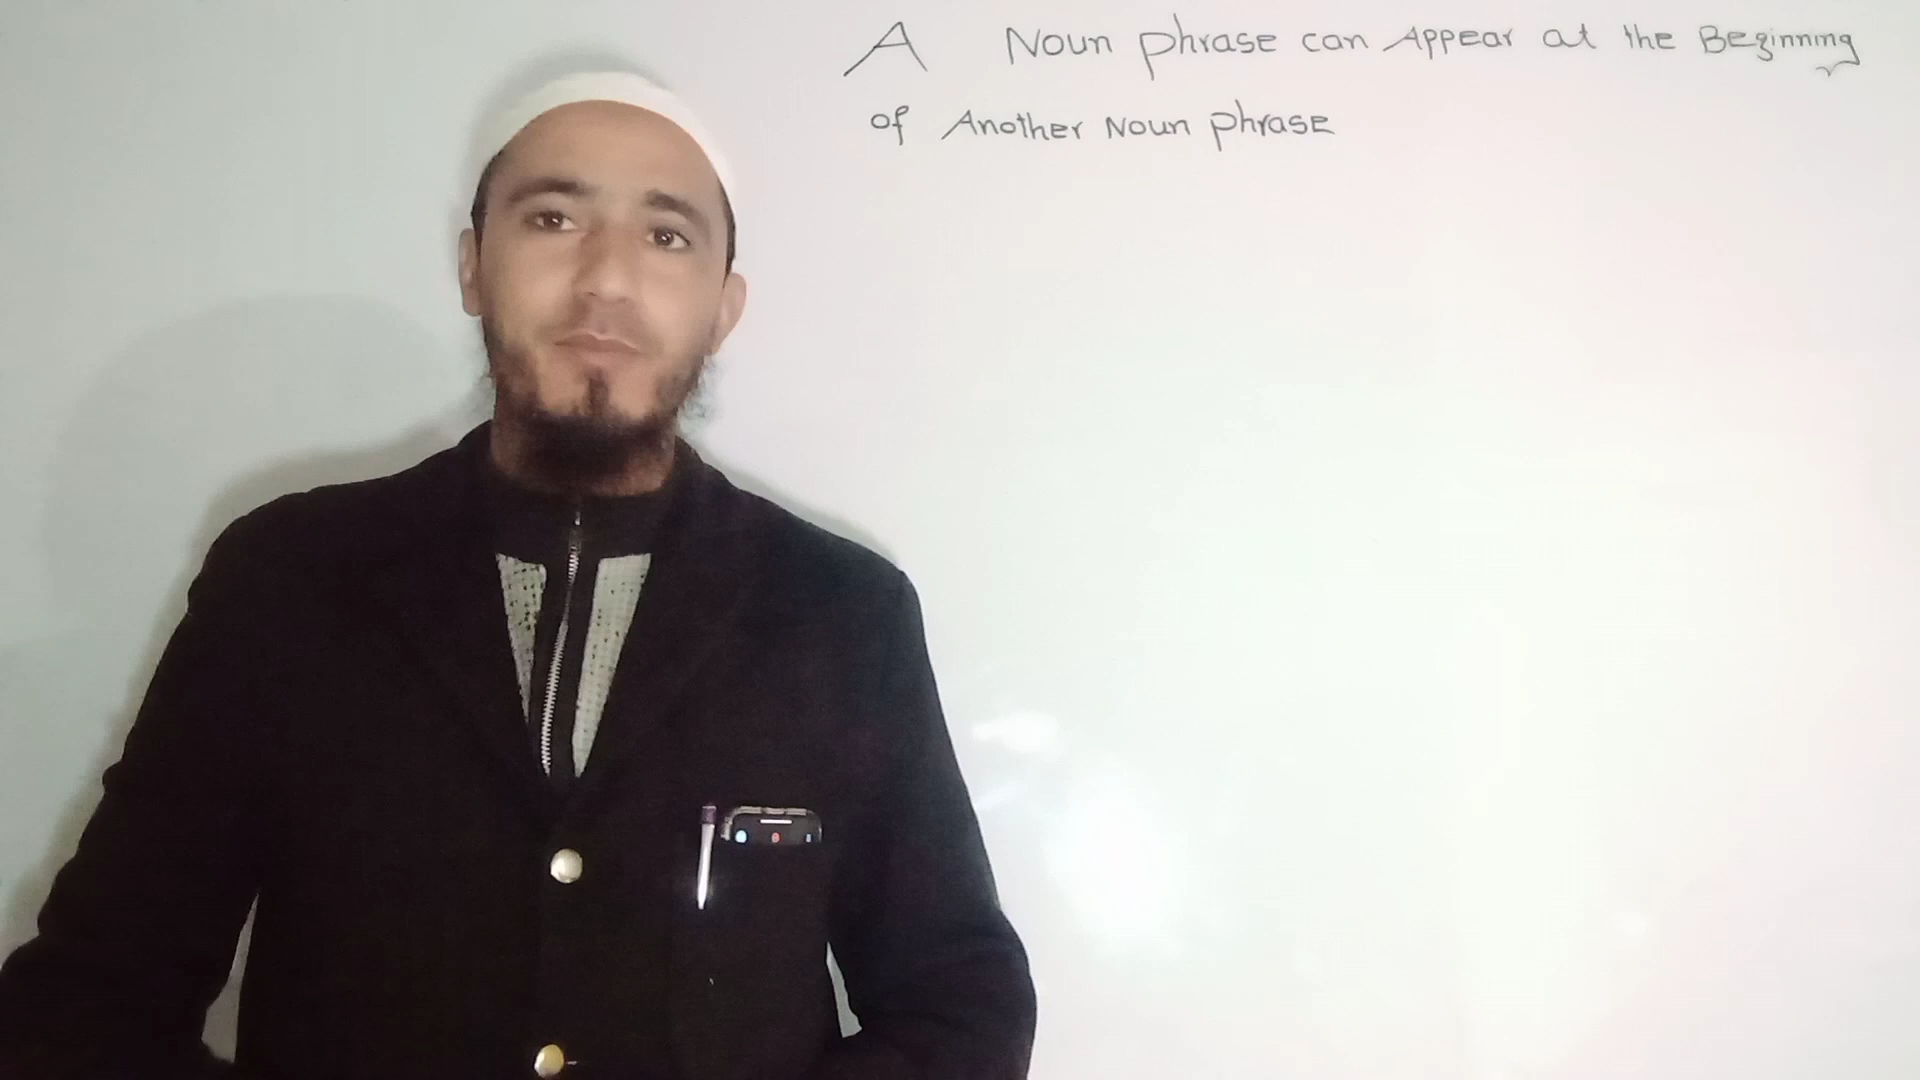 A Noun phrase can Appear at the Beginning
of Another Noun phrase